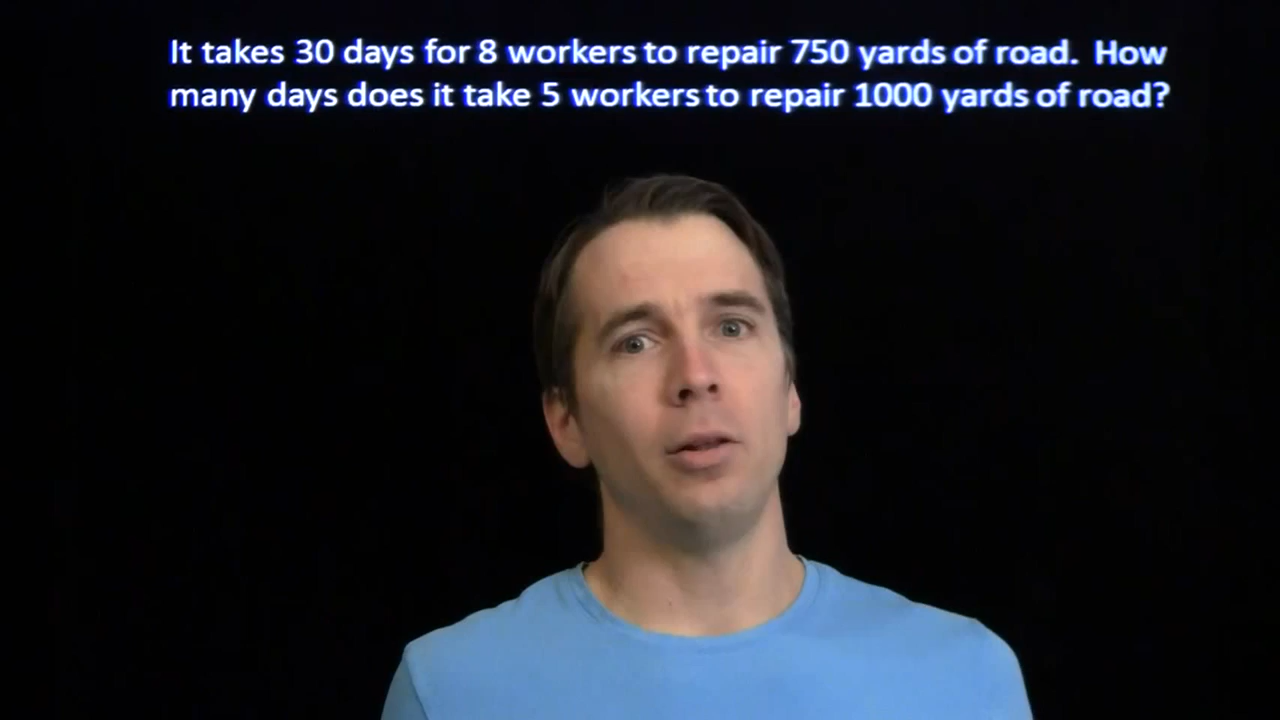 It takes 30 days for 8 workers to repair 750 yards of road.  How
many days does it take 5 workers to repair 1000 yards of road?